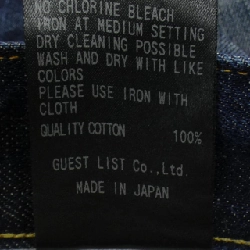 NO CHLORINE BLEACH
IRON AT MEDIUM SETTING
DRY CLEANING POSSIBLE
WASH AND DRY WITH LIKE
COLORS
PLEASE USE IRON WITH
CLOTH
QUALITY COTTON 100%
GUEST LIST Co., Ltd.
MADE IN JAPAN